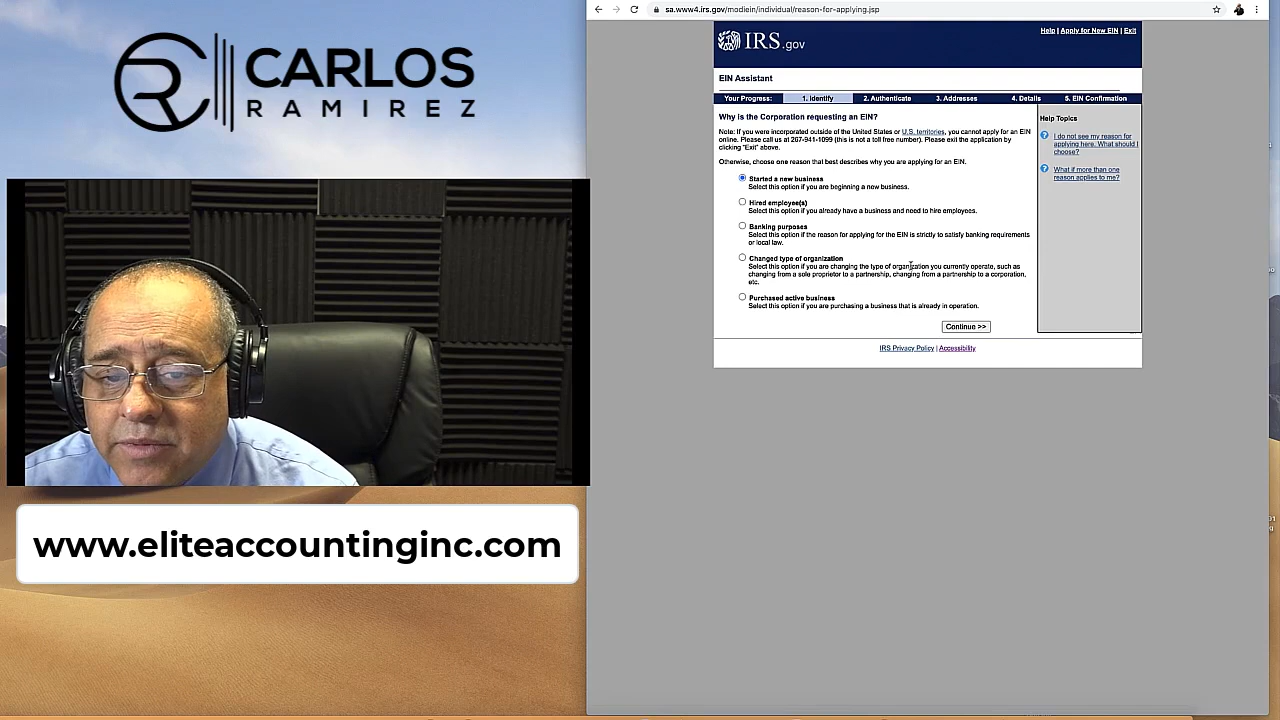 CARLOS
RAMIREZ
www.eliteaccountinginc.com
sa.www4.irs.gov/modiein/individual/reason-for-applying.jsp
IRS.gov
Help | Apply for New EIN | Exit
EIN Assistant
Your Progress: 1. Identify 2. Authenticate 3. Addresses 4. Details 5. EIN Confirmation
Why is the Corporation requesting an EIN?
Note: If you were incorporated outside of the United States or U.S. territories, you cannot apply for an EIN
online. Please call us at 267-941-1099 (this is not a toll free number). Please exit the application by
clicking "Exit" above.
Otherwise, choose one reason that best describes why you are applying for an EIN.
Started a new business
Select this option if you are beginning a new business.
Hired employee(s)
Select this option if you already have a business and need to hire employees.
Banking purposes
Select this option if the reason for applying for the EIN is strictly to satisfy banking requirements
or local law.
Changed type of organization
Select this option if you are changing the type of organization you currently operate, such as
changing from a sole proprietor to a partnership, changing from a partnership to a corporation,
etc.
Purchased active business
Select this option if you are purchasing a business that is already in operation.
Continue >>
Help Topics
I do not see my reason for
applying here. What should I
choose?
What if more than one
reason applies to me?
IRS Privacy Policy | Accessibility